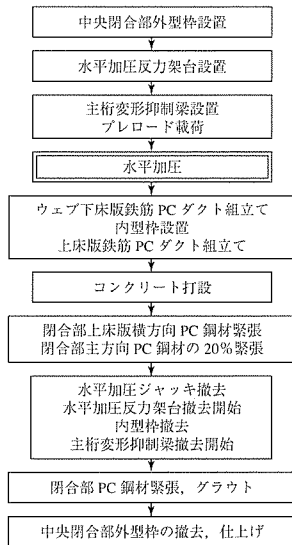 中央閉合部外型枠設置
水平加圧反力架台設置
主桁変形抑制梁設置
プレロード載荷
水平加圧
ウェブ下床版鉄筋 PC ダクト組立て
内型枠設置
上床版鉄筋 PC ダクト組立て
コンクリート打設
閉合部上床版横方向 PC 鋼材緊張
閉合部主方向 PC 鋼材の 20％緊張
水平加圧ジャッキ撤去
水平加圧反力架台撤去開始
内型枠撤去
主桁変形抑制梁撤去開始
閉合部 PC 鋼材緊張，グラウト
中央閉合部外型枠の撤去，仕上げ